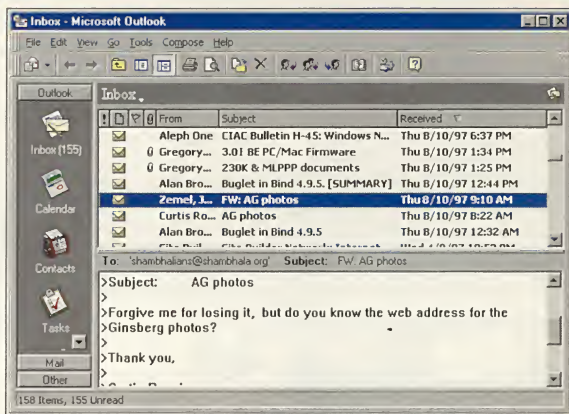 Inbox - Microsoft Outlook
File Edit View Go Tools Compose Help
Outlook
Inbox
! From Subject Received
Aleph One CIAC Bulletin H-45: Windows N... Thu 8/10/97 6:37 PM
Gregory... 3.01 BE PC/Mac Firmware Thu 8/10/97 1:34 PM
Gregory... 230K & MLPPP documents Thu 8/10/97 1:25 PM
Alan Bro... Buglet in Bind 4.9.5. [SUMMARY] Thu 8/10/97 12:44 PM
Zemel, J... FW: AG photos Thu 8/10/97 9:10 AM
Curtis Ro... AG photos Thu 8/10/97 8:22 AM
Alan Bro... Buglet in Bind 4.9.5 Thu 8/10/97 12:32 AM
Inbox (155)
Calendar
Contacts
Tasks
Mail
Other
To: 'shambhalians@shambhala.org' Subject: FW: AG photos
>Subject: AG photos
>
>Forgive me for losing it, but do you know the web address for the
>Ginsberg photos?
>
>Thank you,
>
158 Items, 155 Unread